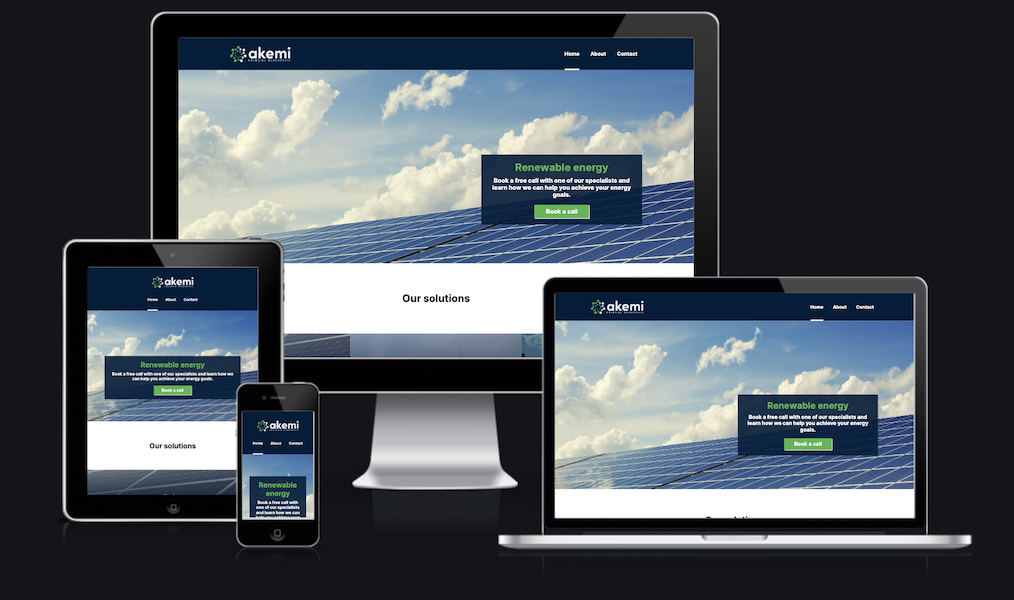 akemi
Home About Contact
Renewable energy
Book a free call with one of our specialists and
learn how we can help you achieve your energy
goals.
Book a call
Our solutions
akemi
Home About Contact
Renewable energy
Book a free call with one of our specialists and learn how we
can help you achieve your energy goals.
Book a call
Our solutions
akemi
Home About Contact
Renewable
energy
Book a free call with
one of our specialists
and learn how we can
akemi
Home About Contact
Renewable energy
Book a free call with one of our specialists and
learn how we can help you achieve your energy
goals.
Book a call